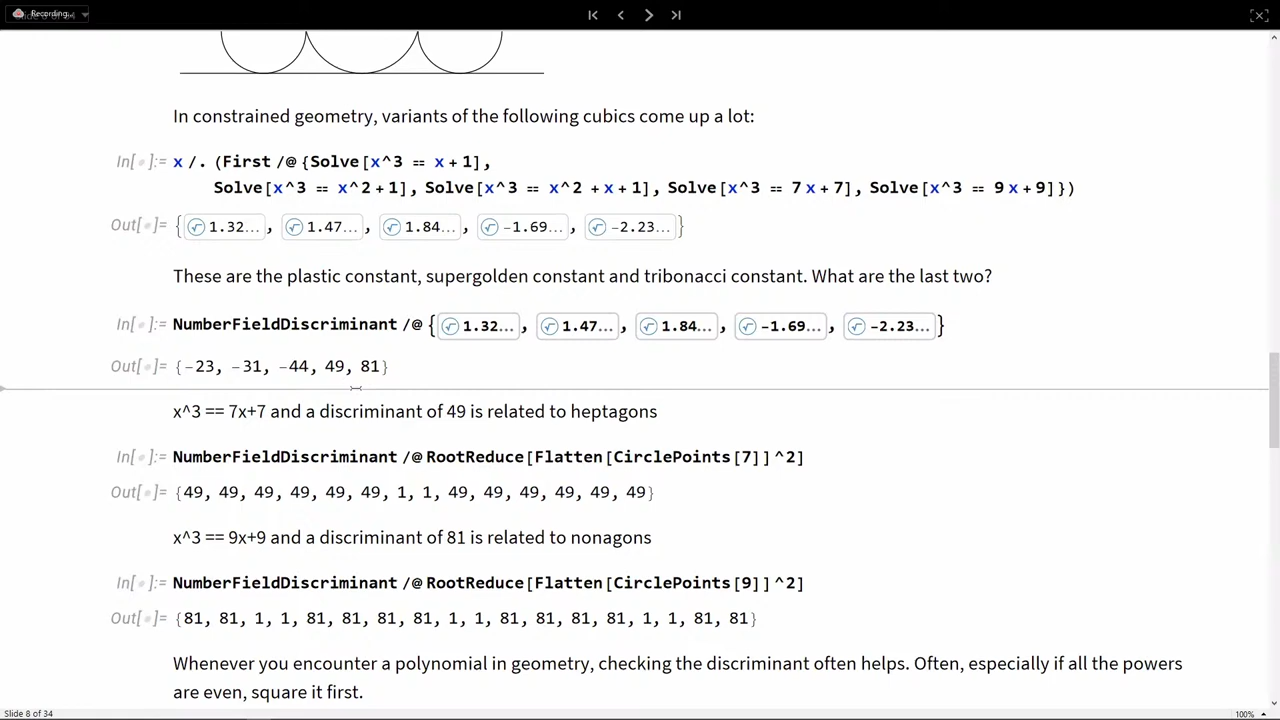 Recording...
In constrained geometry, variants of the following cubics come up a lot:
In[ ]:= x /. (First /@ {Solve[x^3 == x + 1],
Solve[x^3 == x^2 + 1], Solve[x^3 == x^2 + x + 1], Solve[x^3 == 7 x + 7], Solve[x^3 == 9 x + 9]})
Out[ ]= {1.32..., 1.47..., 1.84..., -1.69..., -2.23...}
These are the plastic constant, supergolden constant and tribonacci constant. What are the last two?
In[ ]:= NumberFieldDiscriminant /@ {1.32..., 1.47..., 1.84..., -1.69..., -2.23...}
Out[ ]= {-23, -31, -44, 49, 81}
x^3 == 7x+7 and a discriminant of 49 is related to heptagons
In[ ]:= NumberFieldDiscriminant /@ RootReduce[Flatten[CirclePoints[7]]^2]
Out[ ]= {49, 49, 49, 49, 49, 49, 1, 1, 49, 49, 49, 49, 49, 49}
x^3 == 9x+9 and a discriminant of 81 is related to nonagons
In[ ]:= NumberFieldDiscriminant /@ RootReduce[Flatten[CirclePoints[9]]^2]
Out[ ]= {81, 81, 1, 1, 81, 81, 81, 81, 1, 1, 81, 81, 81, 81, 1, 1, 81, 81}
Whenever you encounter a polynomial in geometry, checking the discriminant often helps. Often, especially if all the powers
are even, square it first.
Slide 8 of 34
100%